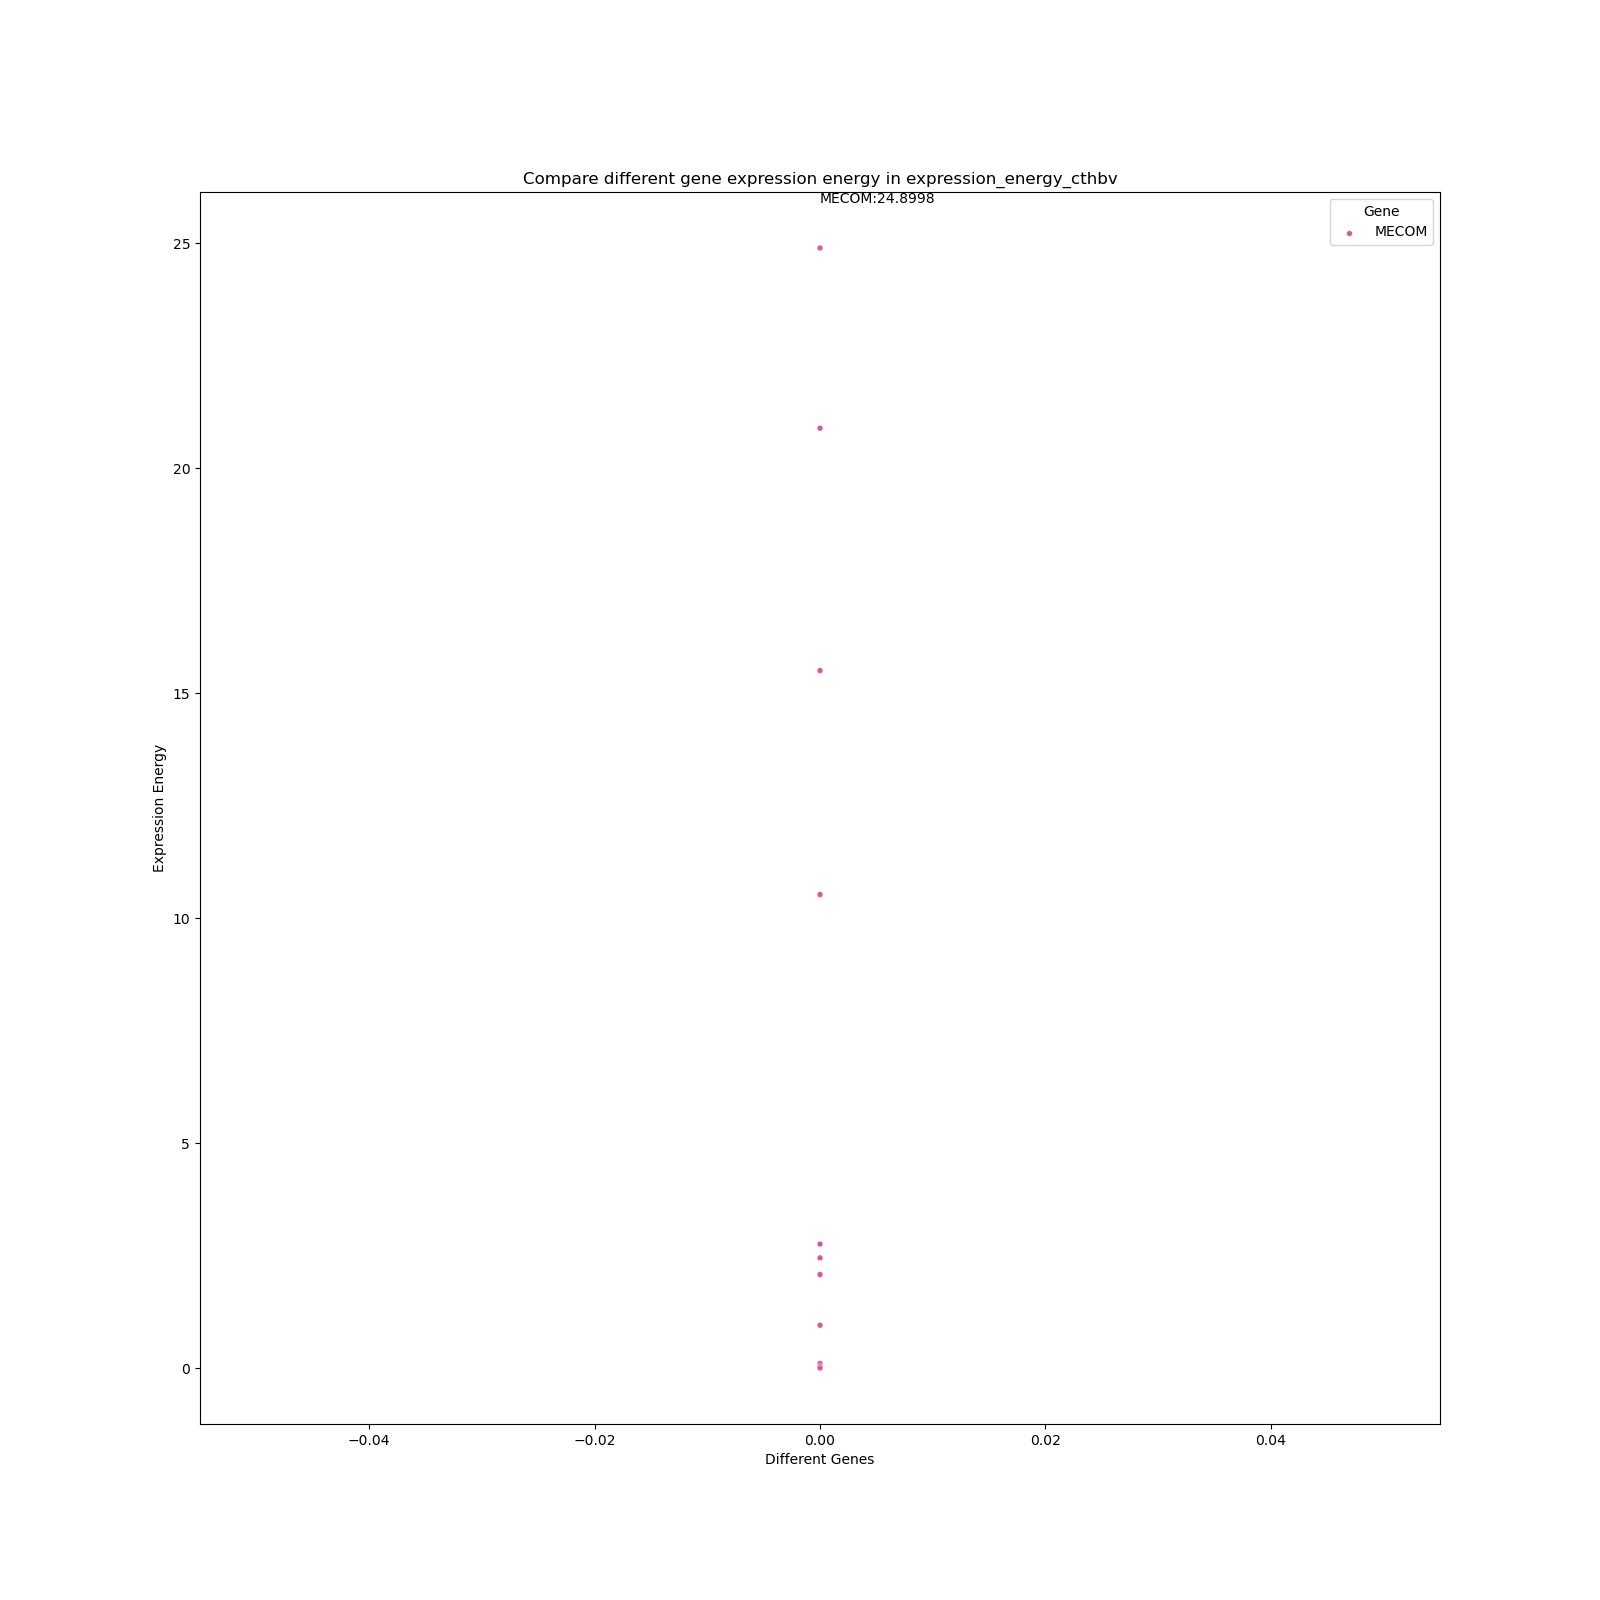 Compare different gene expression energy in expression_energy_cthbv
MECOM:24.8998
Gene
MECOM
25
20
15
10
5
0
Expression Energy
−0.04
−0.02
0.00
0.02
0.04
Different Genes